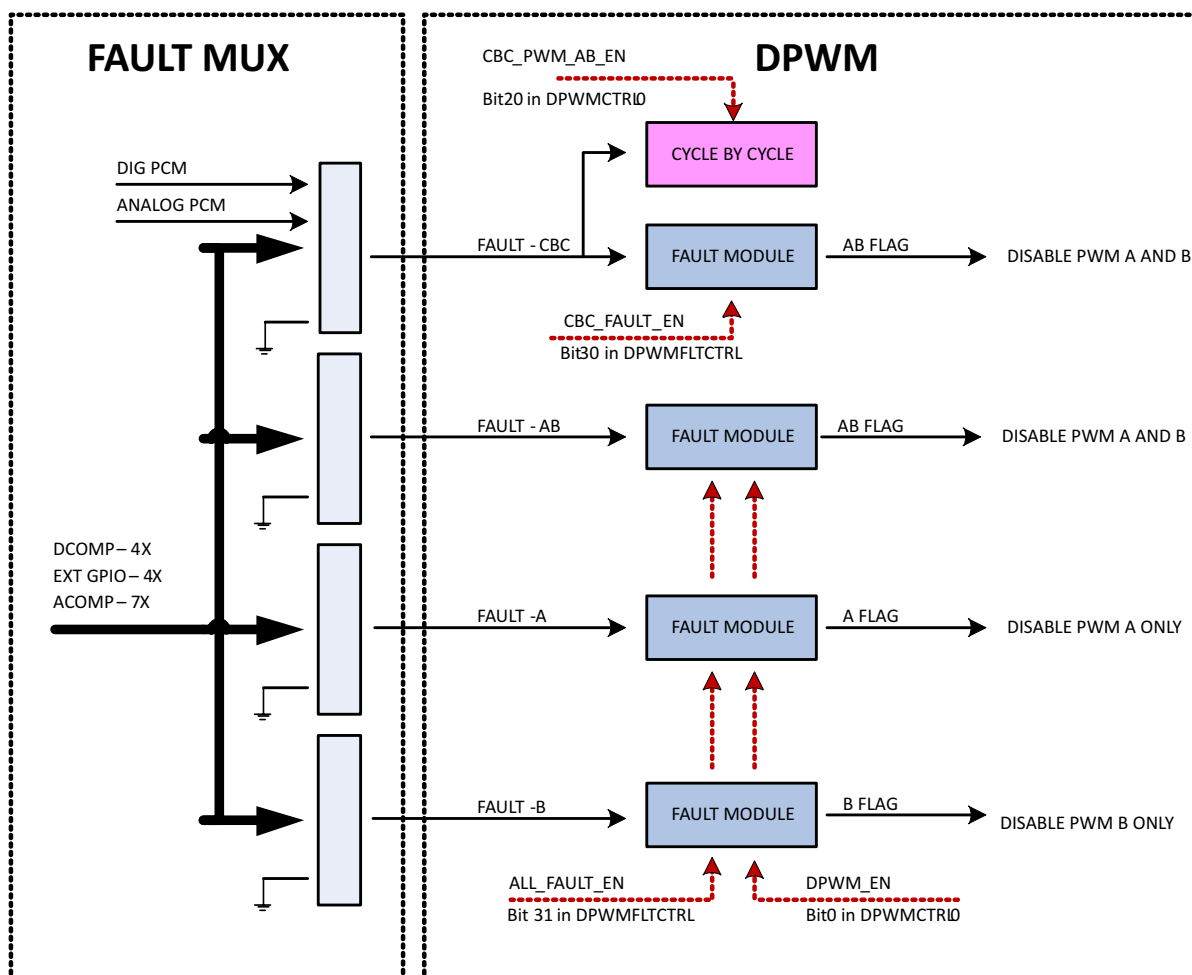 FAULT MUX
DPWM
CBC_PWM_AB_EN
Bit20 in DPWMCTRL0
CYCLE BY CYCLE
DIG PCM
ANALOG PCM
FAULT - CBC
FAULT MODULE
AB FLAG
DISABLE PWM A AND B
CBC_FAULT_EN
Bit30 in DPWMFLTCTRL
FAULT - AB
FAULT MODULE
AB FLAG
DISABLE PWM A AND B
DCOMP – 4X
EXT GPIO – 4X
ACOMP – 7X
FAULT -A
FAULT MODULE
A FLAG
DISABLE PWM A ONLY
FAULT -B
FAULT MODULE
B FLAG
DISABLE PWM B ONLY
ALL_FAULT_EN
Bit 31 in DPWMFLTCTRL
DPWM_EN
Bit0 in DPWMCTRL0